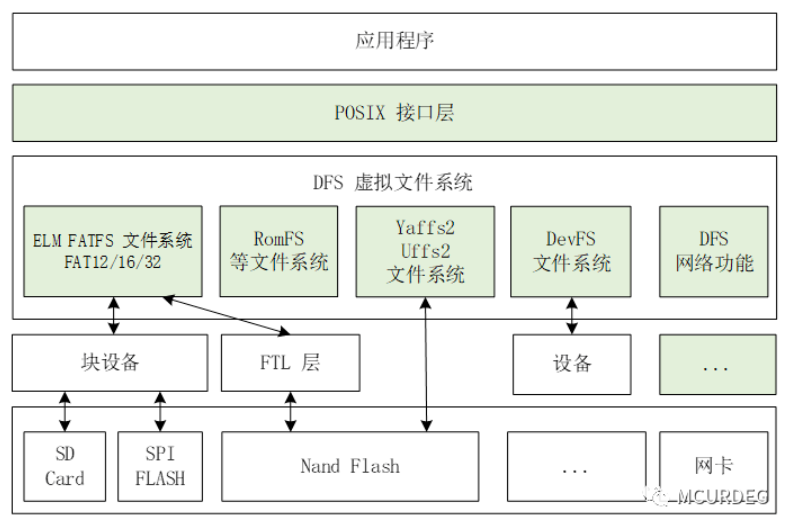 应用程序
POSIX 接口层
DFS 虚拟文件系统
ELM FATFS 文件系统
FAT12/16/32
RomFS
等文件系统
Yaffs2
Uffs2
文件系统
DevFS
文件系统
DFS
网络功能
块设备
FTL 层
设备
...
SD
Card
SPI
FLASH
Nand Flash
...
网卡
MCURDEG